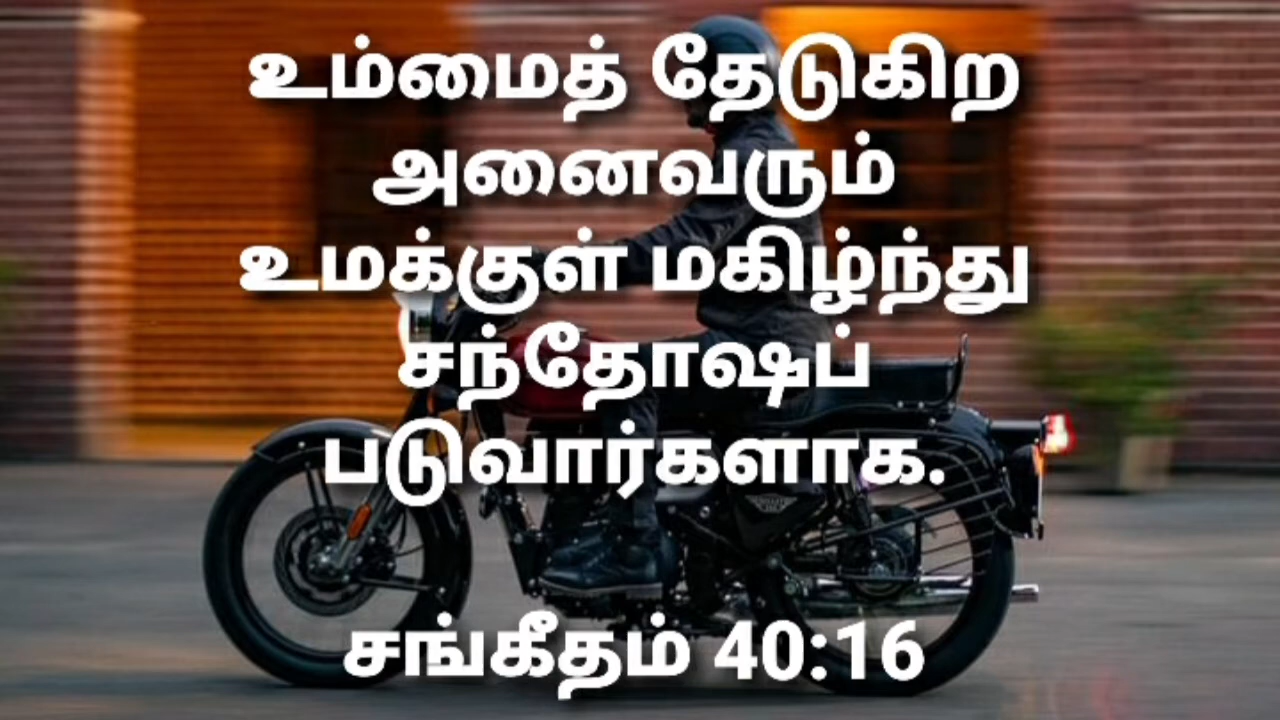 உம்மைத் தேடுகிற
அனைவரும்
உமக்குள் மகிழ்ந்து
சந்தோஷப்
படுவார்களாக.
சங்கீதம் 40:16